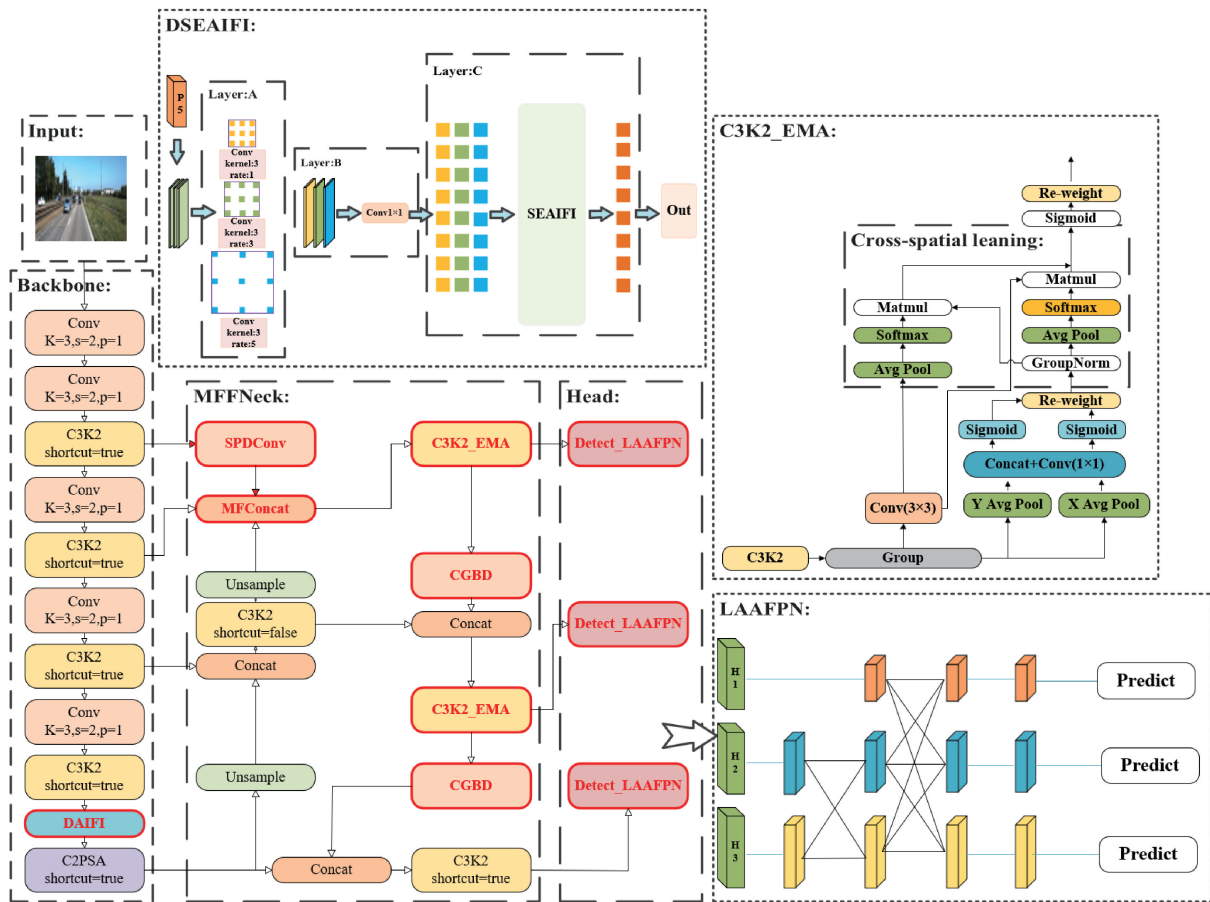 DSEAIFI:
P
5
Layer:A
Conv
kernel:3
rate:1
Conv
kernel:3
rate:3
Conv
kernel:3
rate:5
Layer:B
Conv1×1
Layer:C
SEAIFI
Out
Input:
Backbone:
Conv
K=3,s=2,p=1
Conv
K=3,s=2,p=1
C3K2
shortcut=true
Conv
K=3,s=2,p=1
C3K2
shortcut=true
Conv
K=3,s=2,p=1
C3K2
shortcut=true
Conv
K=3,s=2,p=1
C3K2
shortcut=true
DAIFI
C2PSA
shortcut=true
MFFNeck:
SPDConv
MFConcat
Unsample
C3K2
shortcut=false
Concat
Unsample
Concat
C3K2_EMA
CGBD
Concat
C3K2_EMA
CGBD
C3K2
shortcut=true
Head:
Detect_LAAFPN
Detect_LAAFPN
Detect_LAAFPN
C3K2_EMA:
Re-weight
Sigmoid
Cross-spatial leaning:
Matmul
Matmul
Softmax
Softmax
Avg Pool
Avg Pool
GroupNorm
Re-weight
Sigmoid
Sigmoid
Concat+Conv(1×1)
Conv(3×3)
Y Avg Pool
X Avg Pool
C3K2
Group
LAAFPN:
H
1
Predict
H
2
Predict
H
3
Predict